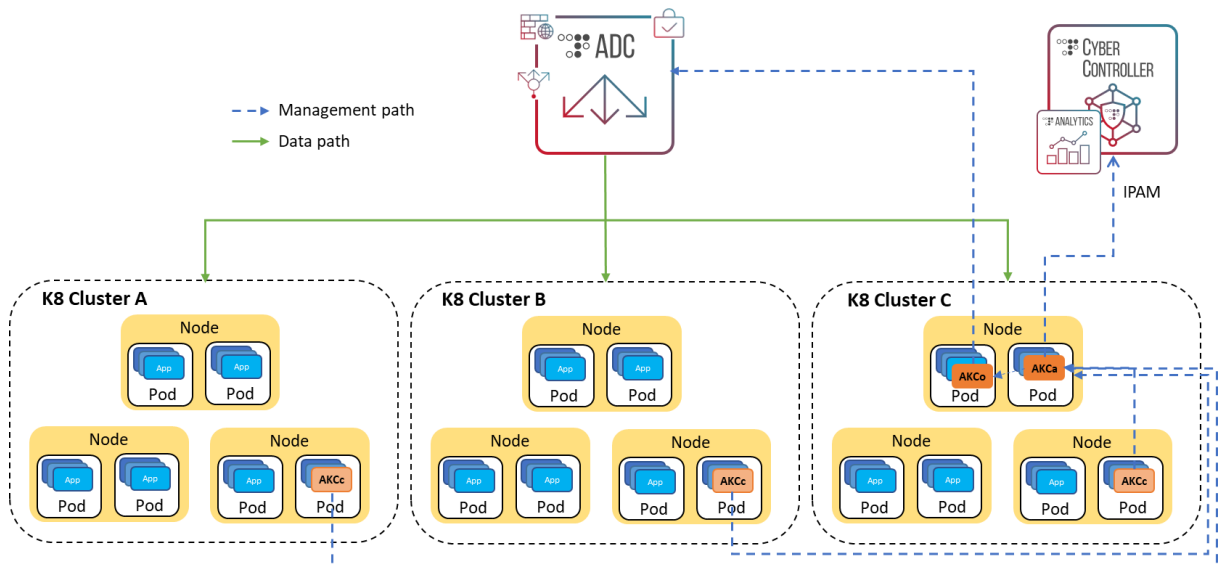 ADC
CYBER
CONTROLLER
ANALYTICS
Management path
Data path
IPAM
K8 Cluster A
Node
App
App
Pod
Pod
Node
App
App
Pod
Pod
Node
App
AKCc
Pod
Pod
K8 Cluster B
Node
App
App
Pod
Pod
Node
App
App
Pod
Pod
Node
App
AKCc
Pod
Pod
K8 Cluster C
Node
AKCo
AKCa
Pod
Pod
Node
App
App
Pod
Pod
Node
App
AKCc
Pod
Pod